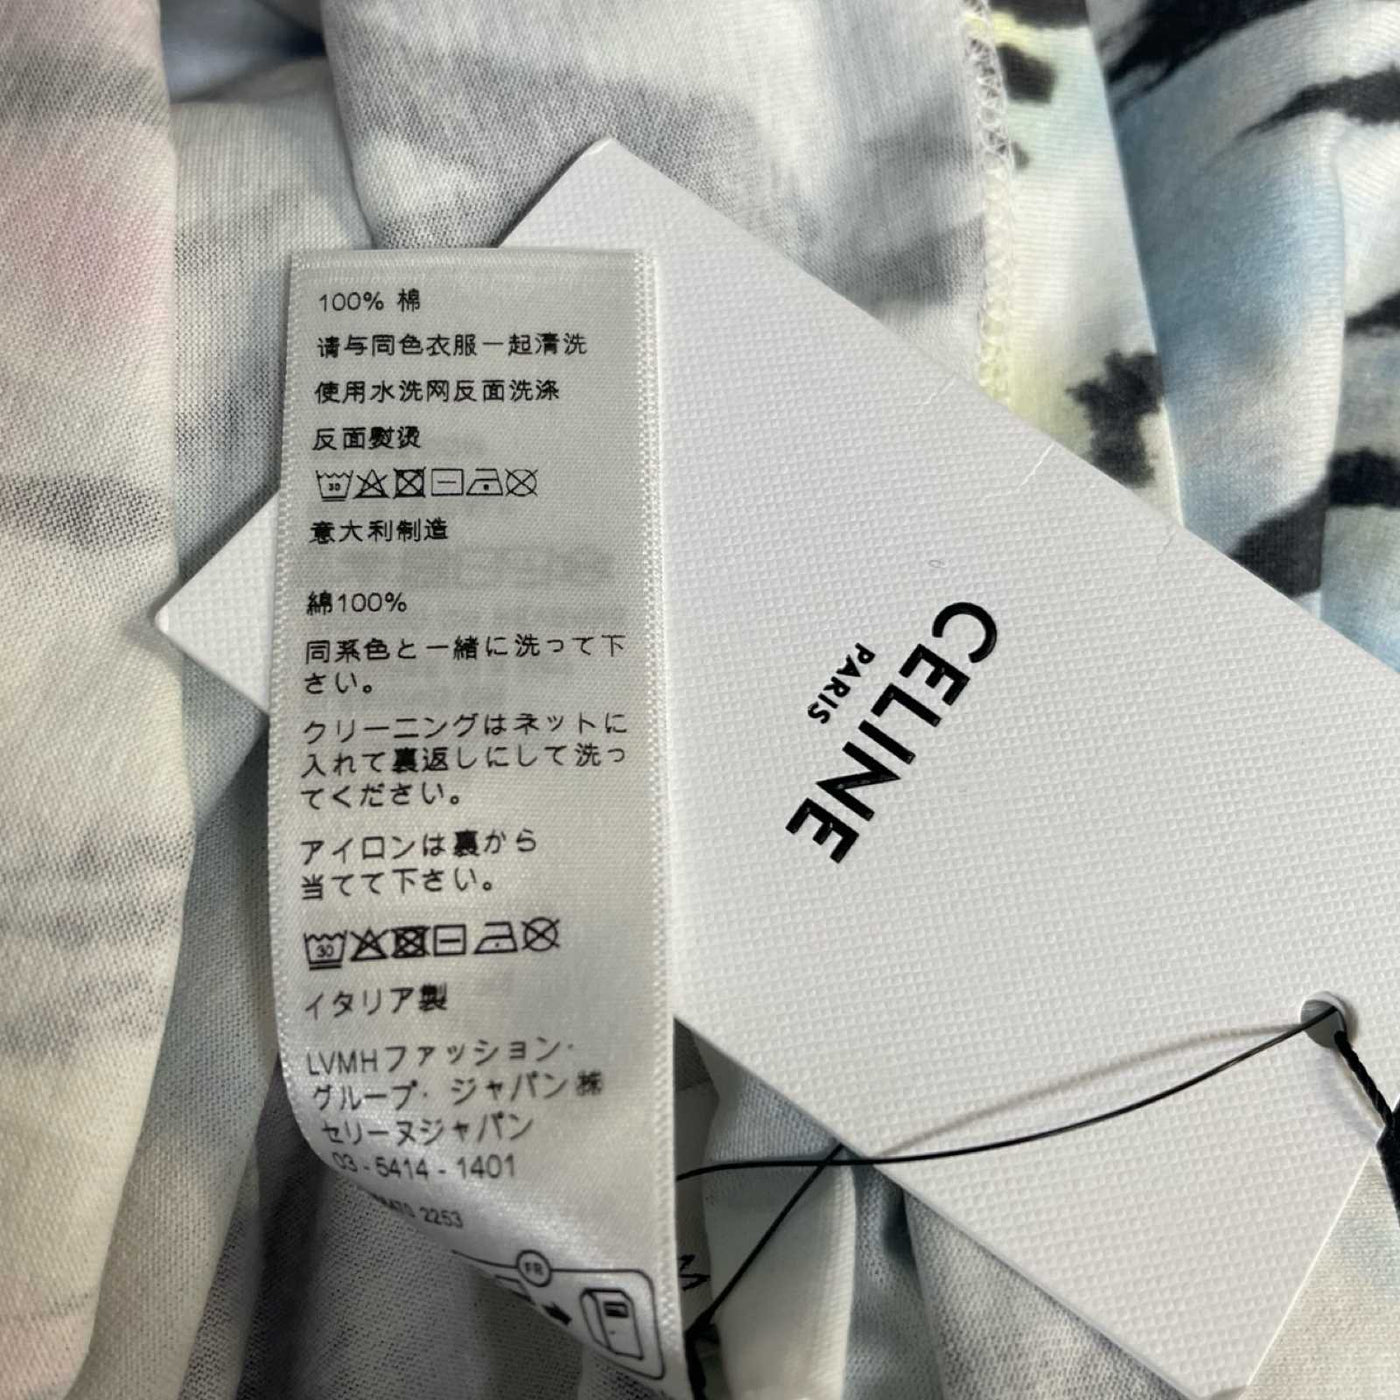 100% 棉
请与同色衣服一起清洗
使用水洗网反面洗涤
反面熨烫
30
意大利制造
綿100%
同系色と一緒に洗って下
さい。
クリーニングはネットに
入れて裏返しにして洗っ
てください。
アイロンは裏から
当てて下さい。
30
イタリア製
LVMHファッション・
グループ・ジャパン㈱
セリーヌジャパン
03-5414-1401
2253
FR
CELINE
PARIS